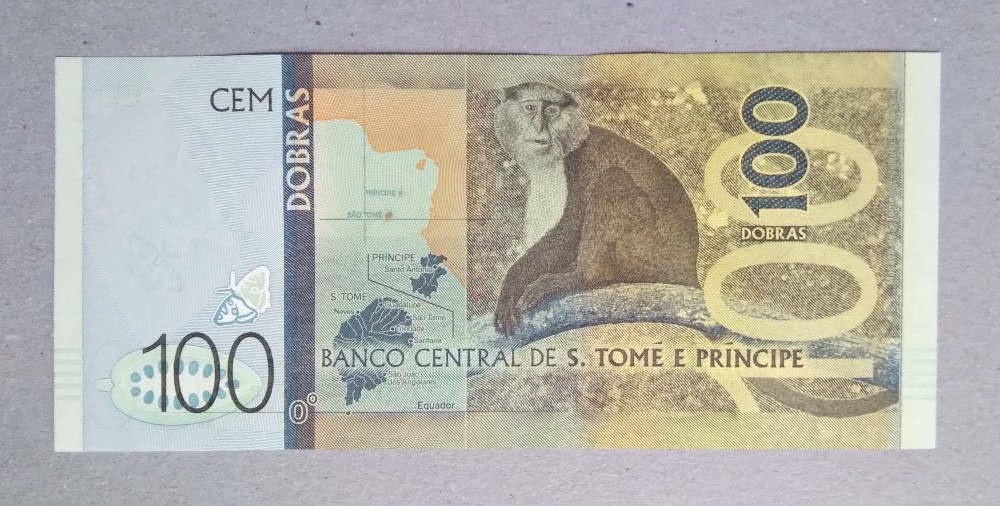 CEM
DOBRAS
100
0°
PRÍNCIPE
SÃO TOMÉ
PRÍNCIPE
Santo António
S. TOMÉ
Guadalupe
Neves
São Tomé
Trindade
Santana
São João
dos Angolares
Equador
BANCO CENTRAL DE S. TOMÉ E PRÍNCIPE
100
DOBRAS
100